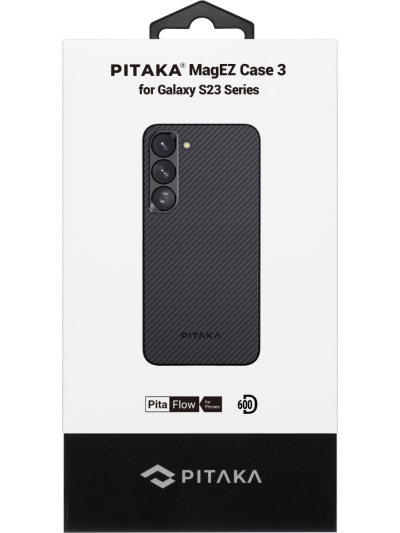 PITAKA® MagEZ Case 3
for Galaxy S23 Series
PITAKA
Pita Flow for Phones
600D
PITAKA